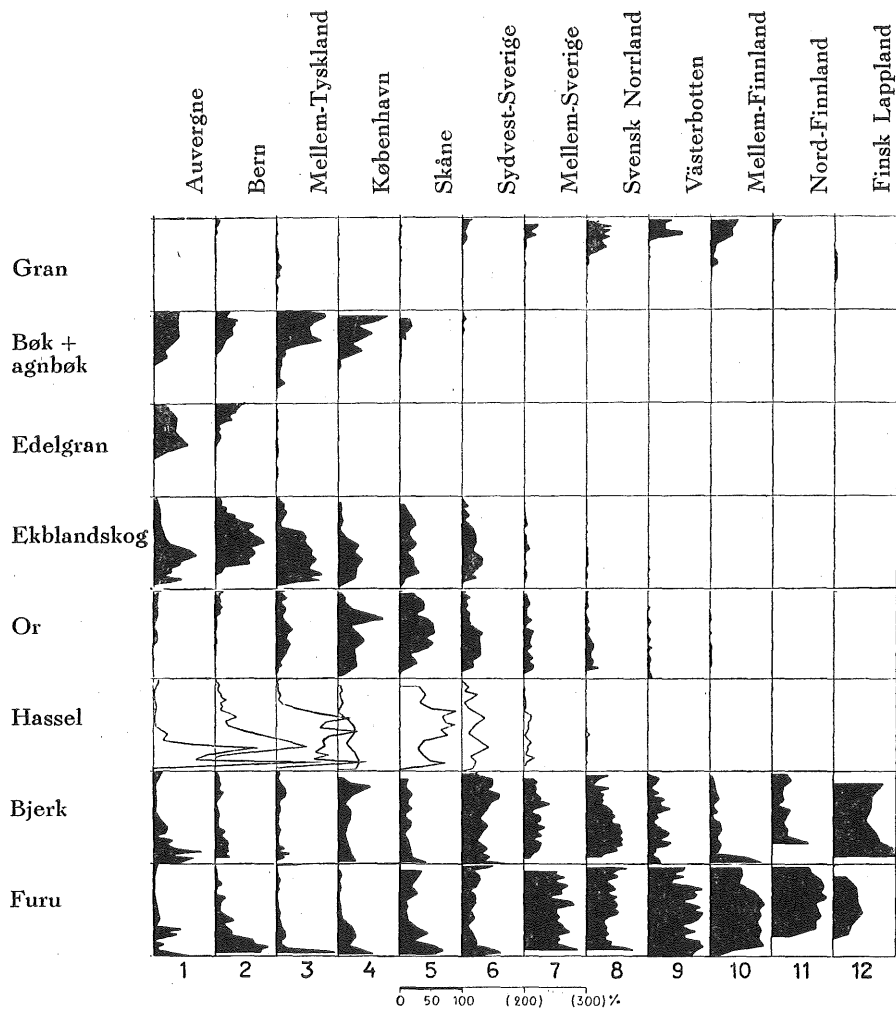 Auvergne
Bern
Mellem-Tyskland
København
Skåne
Sydvest-Sverige
Mellem-Sverige
Svensk Norrland
Västerbotten
Mellem-Finnland
Nord-Finnland
Finsk Lappland
Gran
Bøk +
agnbøk
Edelgran
Ekblandskog
Or
Hassel
Bjerk
Furu
1 2 3 4 5 6 7 8 9 10 11 12
0 50 100 (200) (300)%